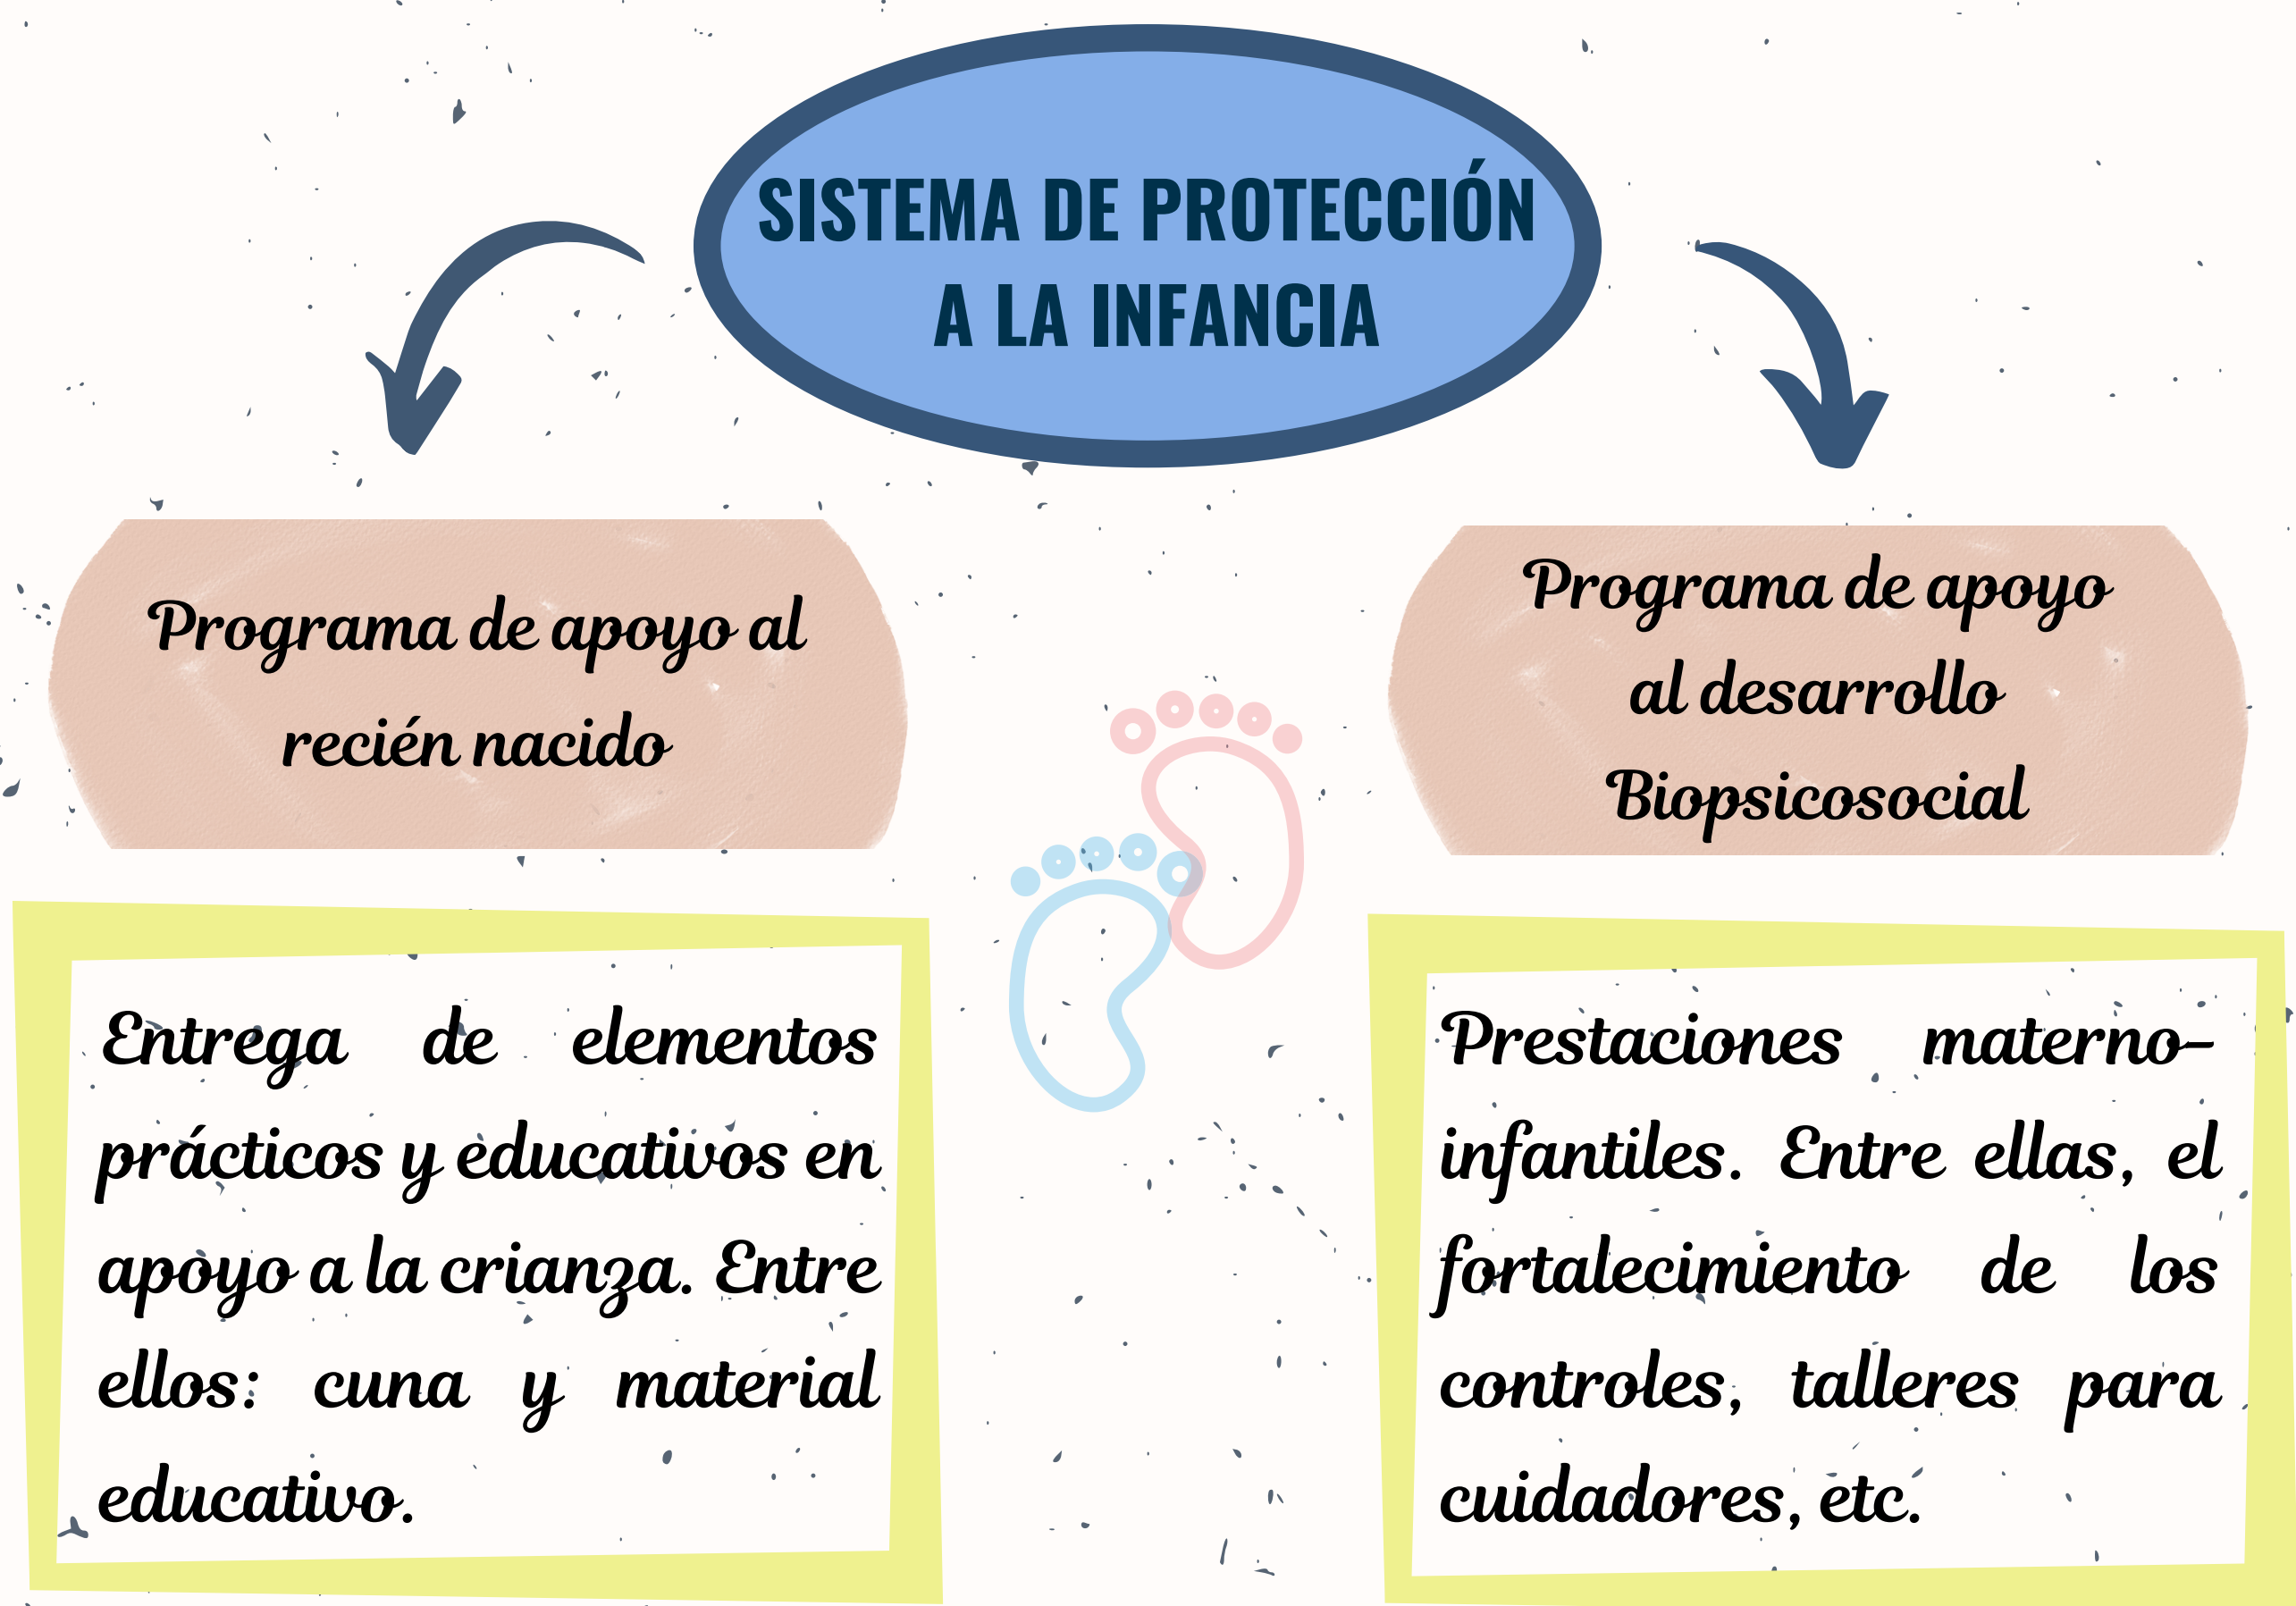 SISTEMA DE PROTECCIÓN
A LA INFANCIA
Programa de apoyo al
recién nacido
Entrega de elementos
prácticos y educativos en
apoyo a la crianza. Entre
ellos: cuna y material
educativo.
Programa de apoyo
al desarrollo
Biopsicosocial
Prestaciones materno-
infantiles. Entre ellas, el
fortalecimiento de los
controles, talleres para
cuidadores, etc.